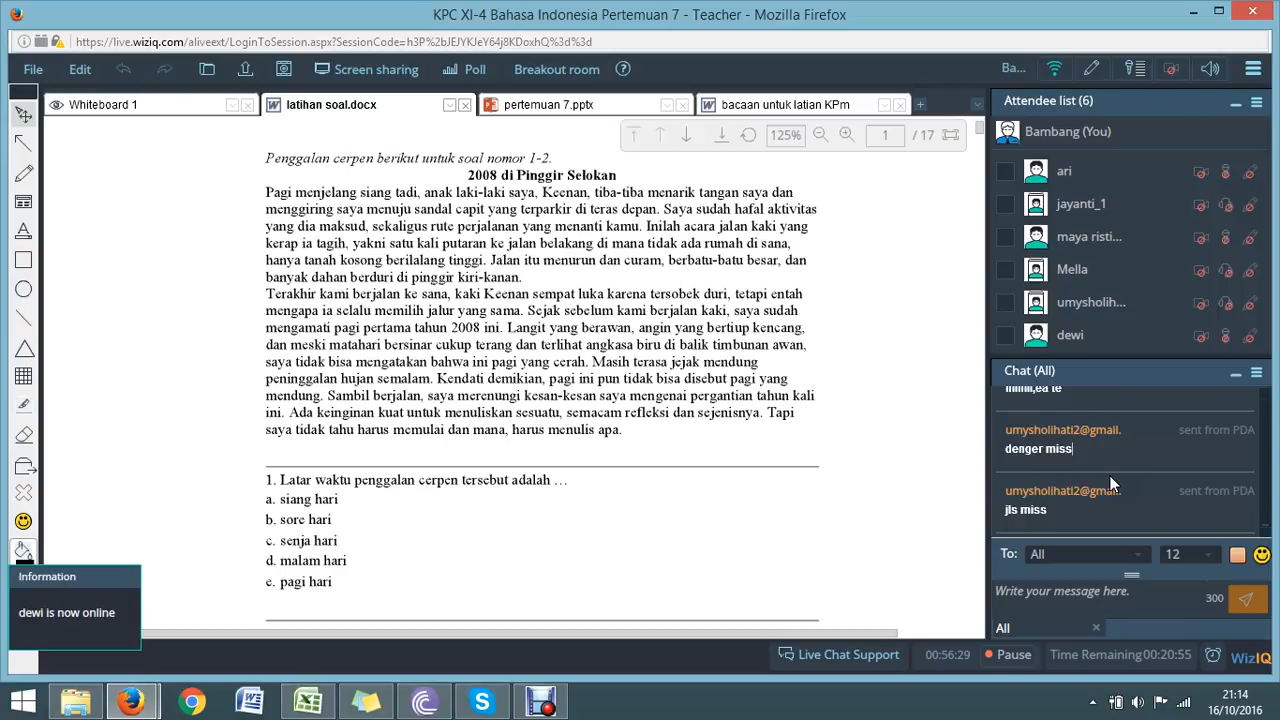 KPC XI-4 Bahasa Indonesia Pertemuan 7 - Teacher - Mozilla Firefox
https://live.wiziq.com/aliveext/LoginToSession.aspx?SessionCode=h3P%2bJEJYKJeY64j8KDoxhQ%3d%3d
File Edit Screen sharing Poll Breakout room Ba...
Whiteboard 1 latihan soal.docx pertemuan 7.pptx bacaan untuk latian KPm
125% 1 / 17
Penggalan cerpen berikut untuk soal nomor 1-2.
2008 di Pinggir Selokan
Pagi menjelang siang tadi, anak laki-laki saya, Keenan, tiba-tiba menarik tangan saya dan
menggiring saya menuju sandal capit yang terparkir di teras depan. Saya sudah hafal aktivitas
yang dia maksud, sekaligus rute perjalanan yang menanti kamu. Inilah acara jalan kaki yang
kerap ia tagih, yakni satu kali putaran ke jalan belakang di mana tidak ada rumah di sana,
hanya tanah kosong berilalang tinggi. Jalan itu menurun dan curam, berbatu-batu besar, dan
banyak dahan berduri di pinggir kiri-kanan.
Terakhir kami berjalan ke sana, kaki Keenan sempat luka karena tersobek duri, tetapi entah
mengapa ia selalu memilih jalur yang sama. Sejak sebelum kami berjalan kaki, saya sudah
mengamati pagi pertama tahun 2008 ini. Langit yang berawan, angin yang bertiup kencang,
dan meski matahari bersinar cukup terang dan terlihat angkasa biru di balik timbunan awan,
saya tidak bisa mengatakan bahwa ini pagi yang cerah. Masih terasa jejak mendung
peninggalan hujan semalam. Kendati demikian, pagi ini pun tidak bisa disebut pagi yang
mendung. Sambil berjalan, saya merenungi kesan-kesan saya mengenai pergantian tahun kali
ini. Ada keinginan kuat untuk menuliskan sesuatu, semacam refleksi dan sejenisnya. Tapi
saya tidak tahu harus memulai dan mana, harus menulis apa.
1. Latar waktu penggalan cerpen tersebut adalah …
a. siang hari
b. sore hari
c. senja hari
d. malam hari
e. pagi hari
Information
dewi is now online
Attendee list (6)
Bambang (You)
ari
jayanti_1
maya risti...
Mella
umysholih...
dewi
Chat (All)
umysholihati2@gmail. sent from PDA
denger miss
umysholihati2@gmail. sent from PDA
jls miss
To: All 12
Write your message here. 300
All
Live Chat Support 00:56:29 Pause Time Remaining 00:20:55 WizIQ
21:14
16/10/2016